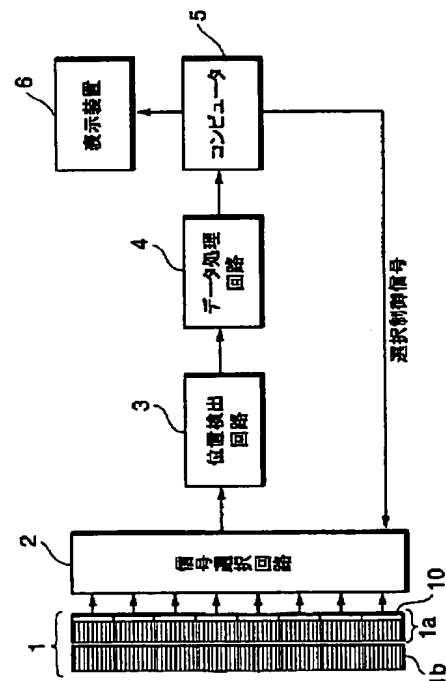 1
1b
1a
10
2
信号選択回路
3
位置検出
回路
4
データ処理
回路
5
コンピュータ
6
表示装置
選択制御信号